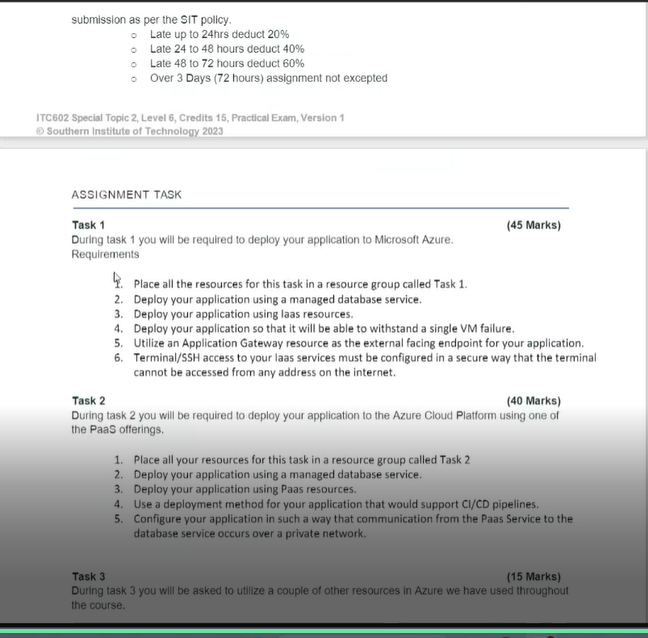 submission as per the SIT policy.
o Late up to 24hrs deduct 20%
o Late 24 to 48 hours deduct 40%
o Late 48 to 72 hours deduct 60%
o Over 3 Days (72 hours) assignment not excepted
ITC602 Special Topic 2, Level 6, Credits 15, Practical Exam, Version 1
© Southern Institute of Technology 2023
ASSIGNMENT TASK
Task 1 (45 Marks)
During task 1 you will be required to deploy your application to Microsoft Azure.
Requirements
1. Place all the resources for this task in a resource group called Task 1.
2. Deploy your application using a managed database service.
3. Deploy your application using Iaas resources.
4. Deploy your application so that it will be able to withstand a single VM failure.
5. Utilize an Application Gateway resource as the external facing endpoint for your application.
6. Terminal/SSH access to your Iaas services must be configured in a secure way that the terminal
cannot be accessed from any address on the internet.
Task 2 (40 Marks)
During task 2 you will be required to deploy your application to the Azure Cloud Platform using one of
the PaaS offerings.
1. Place all your resources for this task in a resource group called Task 2
2. Deploy your application using a managed database service.
3. Deploy your application using Paas resources.
4. Use a deployment method for your application that would support CI/CD pipelines.
5. Configure your application in such a way that communication from the Paas Service to the
database service occurs over a private network.
Task 3 (15 Marks)
During task 3 you will be asked to utilize a couple of other resources in Azure we have used throughout
the course.